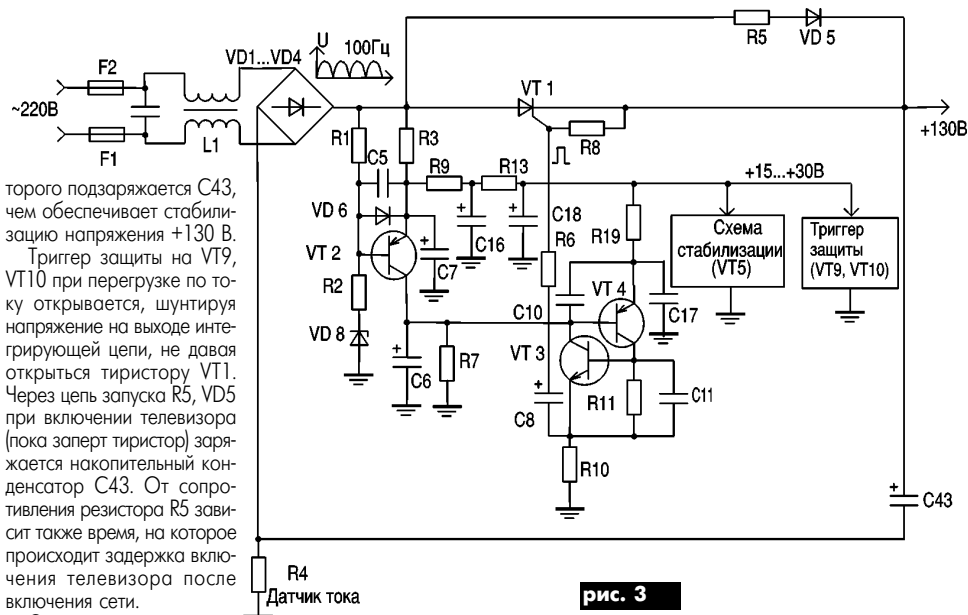 U
100Гц
VD1...VD4
F2
~220В
F1
L1
R5
VD 5
VT 1
+130В
R1
R3
R8
C5
R9
R13
+15...+30В
VD 6
+
C16
+
C18
R6
R19
Схема
стабилизации
(VT5)
Триггер
защиты
(VT9, VT10)
VT 2
+
C7
R2
C10
VT 4
C17
VD 8
VT 3
+
C6
R7
+
C8
R11
C11
R10
+
C43
R4
Датчик тока
рис. 3
торого подзаряжается С43,
чем обеспечивает стабили-
зацию напряжения +130 В.
Триггер защиты на VT9,
VT10 при перегрузке по то-
ку открывается, шунтируя
напряжение на выходе инте-
грирующей цепи, не давая
открыться тиристору VT1.
Через цепь запуска R5, VD5
при включении телевизора
(пока заперт тиристор) заря-
жается накопительный кон-
денсатор С43. От сопро-
тивления резистора R5 зави-
сит также время, на которое
происходит задержка вклю-
чения телевизора после
включения сети.